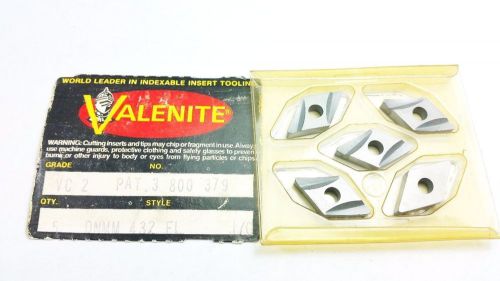 WORLD LEADER IN INDEXABLE INSERT TOOLIN
VALENITE®
WARNING: Cutting inserts and tips may chip or fragment in use. Alway
use machine guards, protective clothing and safety glasses to prevent
burns or other injury to body or eyes from flying particles or chips
GRADE NO.
VC 2 PAT. 3 800 379
QTY. STYLE
5 DNMM 432 EL